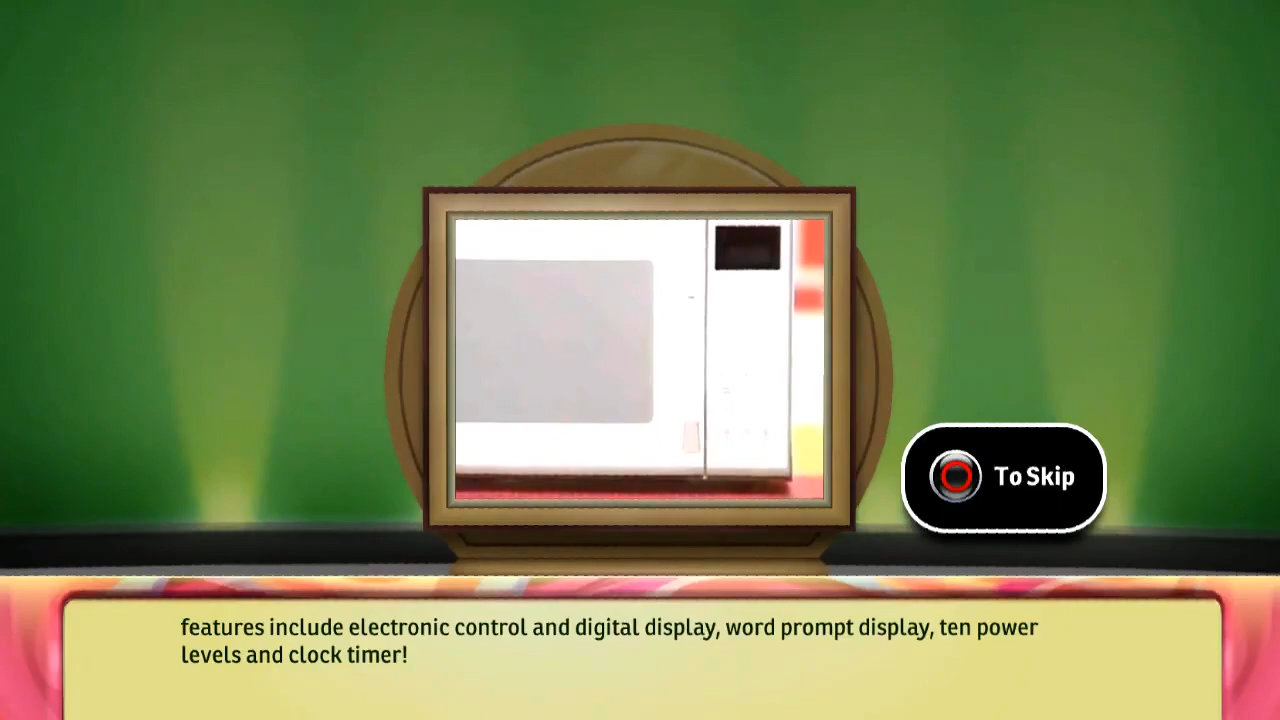 To Skip
features include electronic control and digital display, word prompt display, ten power
levels and clock timer!